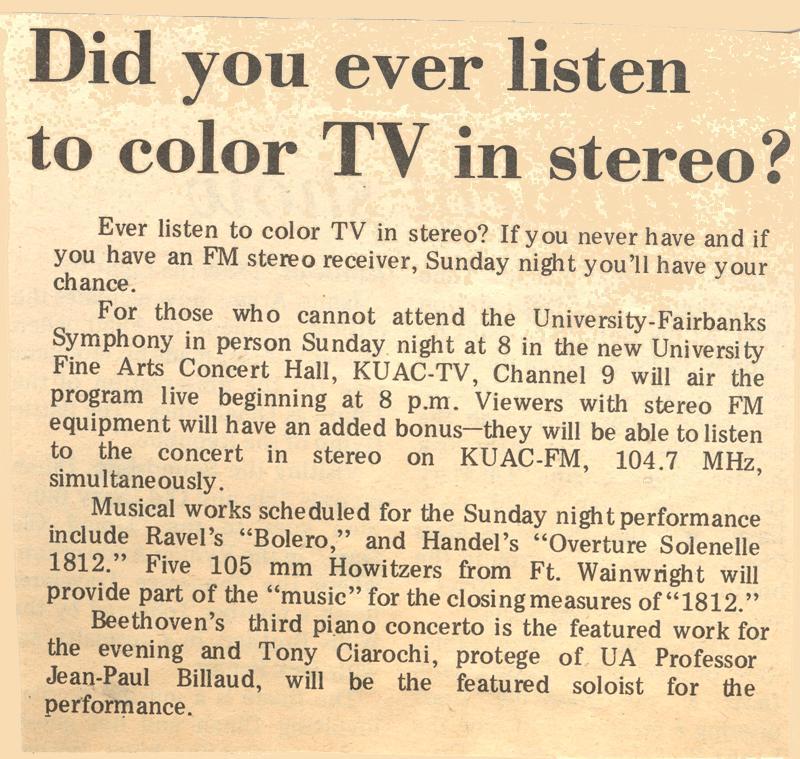 Did you ever listen
to color TV in stereo?
Ever listen to color TV in stereo? If you never have and if
you have an FM stereo receiver, Sunday night you'll have your
chance.
For those who cannot attend the University-Fairbanks
Symphony in person Sunday night at 8 in the new University
Fine Arts Concert Hall, KUAC-TV, Channel 9 will air the
program live beginning at 8 p.m. Viewers with stereo FM
equipment will have an added bonus—they will be able to listen
to the concert in stereo on KUAC-FM, 104.7 MHz,
simultaneously.
Musical works scheduled for the Sunday night performance
include Ravel's “Bolero,” and Handel's “Overture Solenelle
1812.” Five 105 mm Howitzers from Ft. Wainwright will
provide part of the “music” for the closing measures of “1812.”
Beethoven's third piano concerto is the featured work for
the evening and Tony Ciarochi, protege of UA Professor
Jean-Paul Billaud, will be the featured soloist for the
performance.